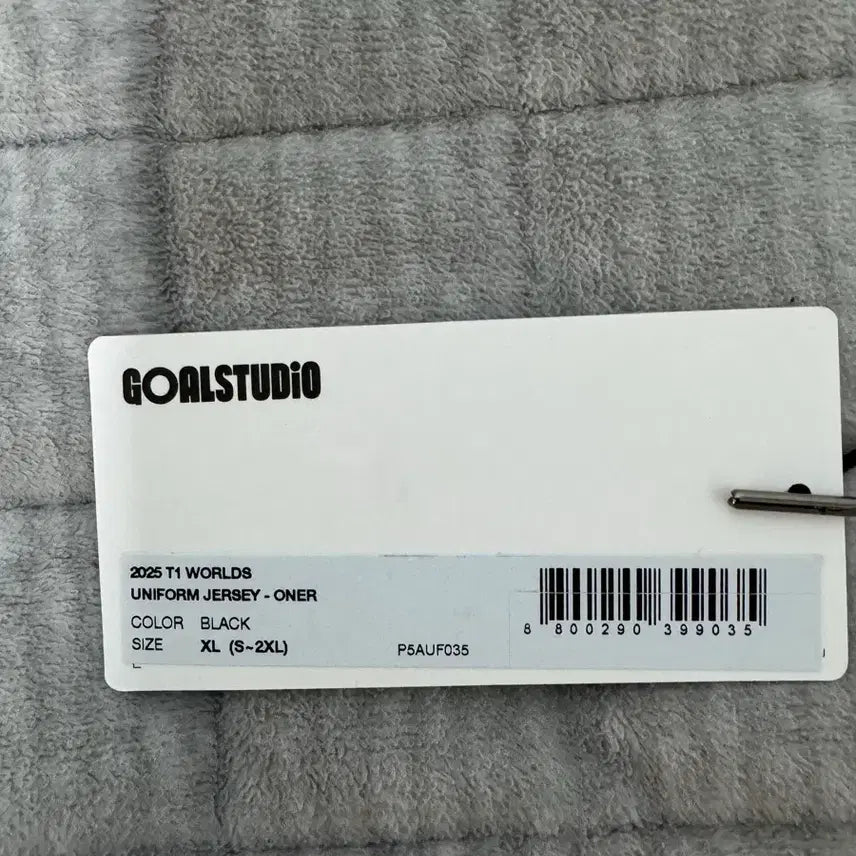 GOALSTUDiO
2025 T1 WORLDS
UNIFORM JERSEY - ONER
COLOR BLACK
SIZE XL (S~2XL)
P5AUF035
8 800290 399035